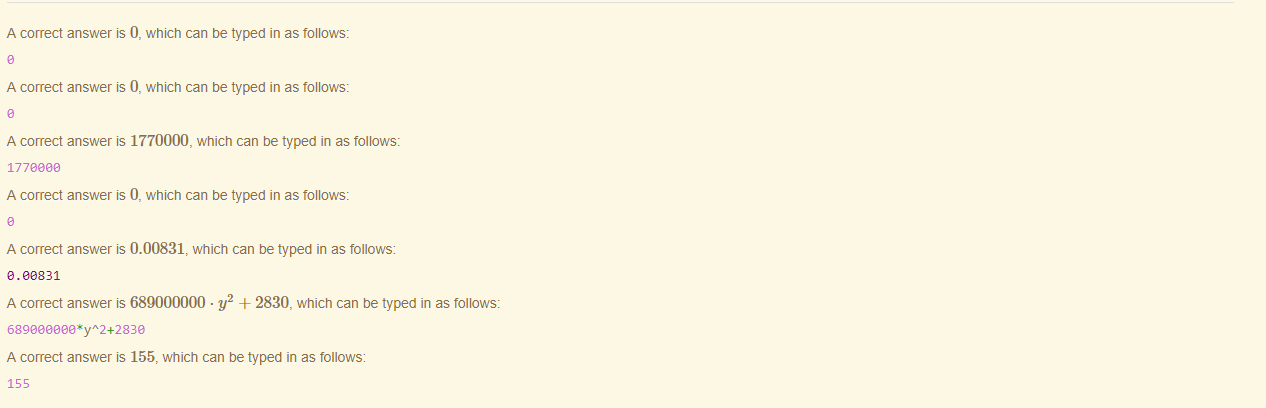 A correct answer is 0, which can be typed in as follows:
0
A correct answer is 0, which can be typed in as follows:
0
A correct answer is 1770000, which can be typed in as follows:
1770000
A correct answer is 0, which can be typed in as follows:
0
A correct answer is 0.00831, which can be typed in as follows:
0.00831
A correct answer is 689000000 · y² + 2830, which can be typed in as follows:
689000000*y^2+2830
A correct answer is 155, which can be typed in as follows:
155